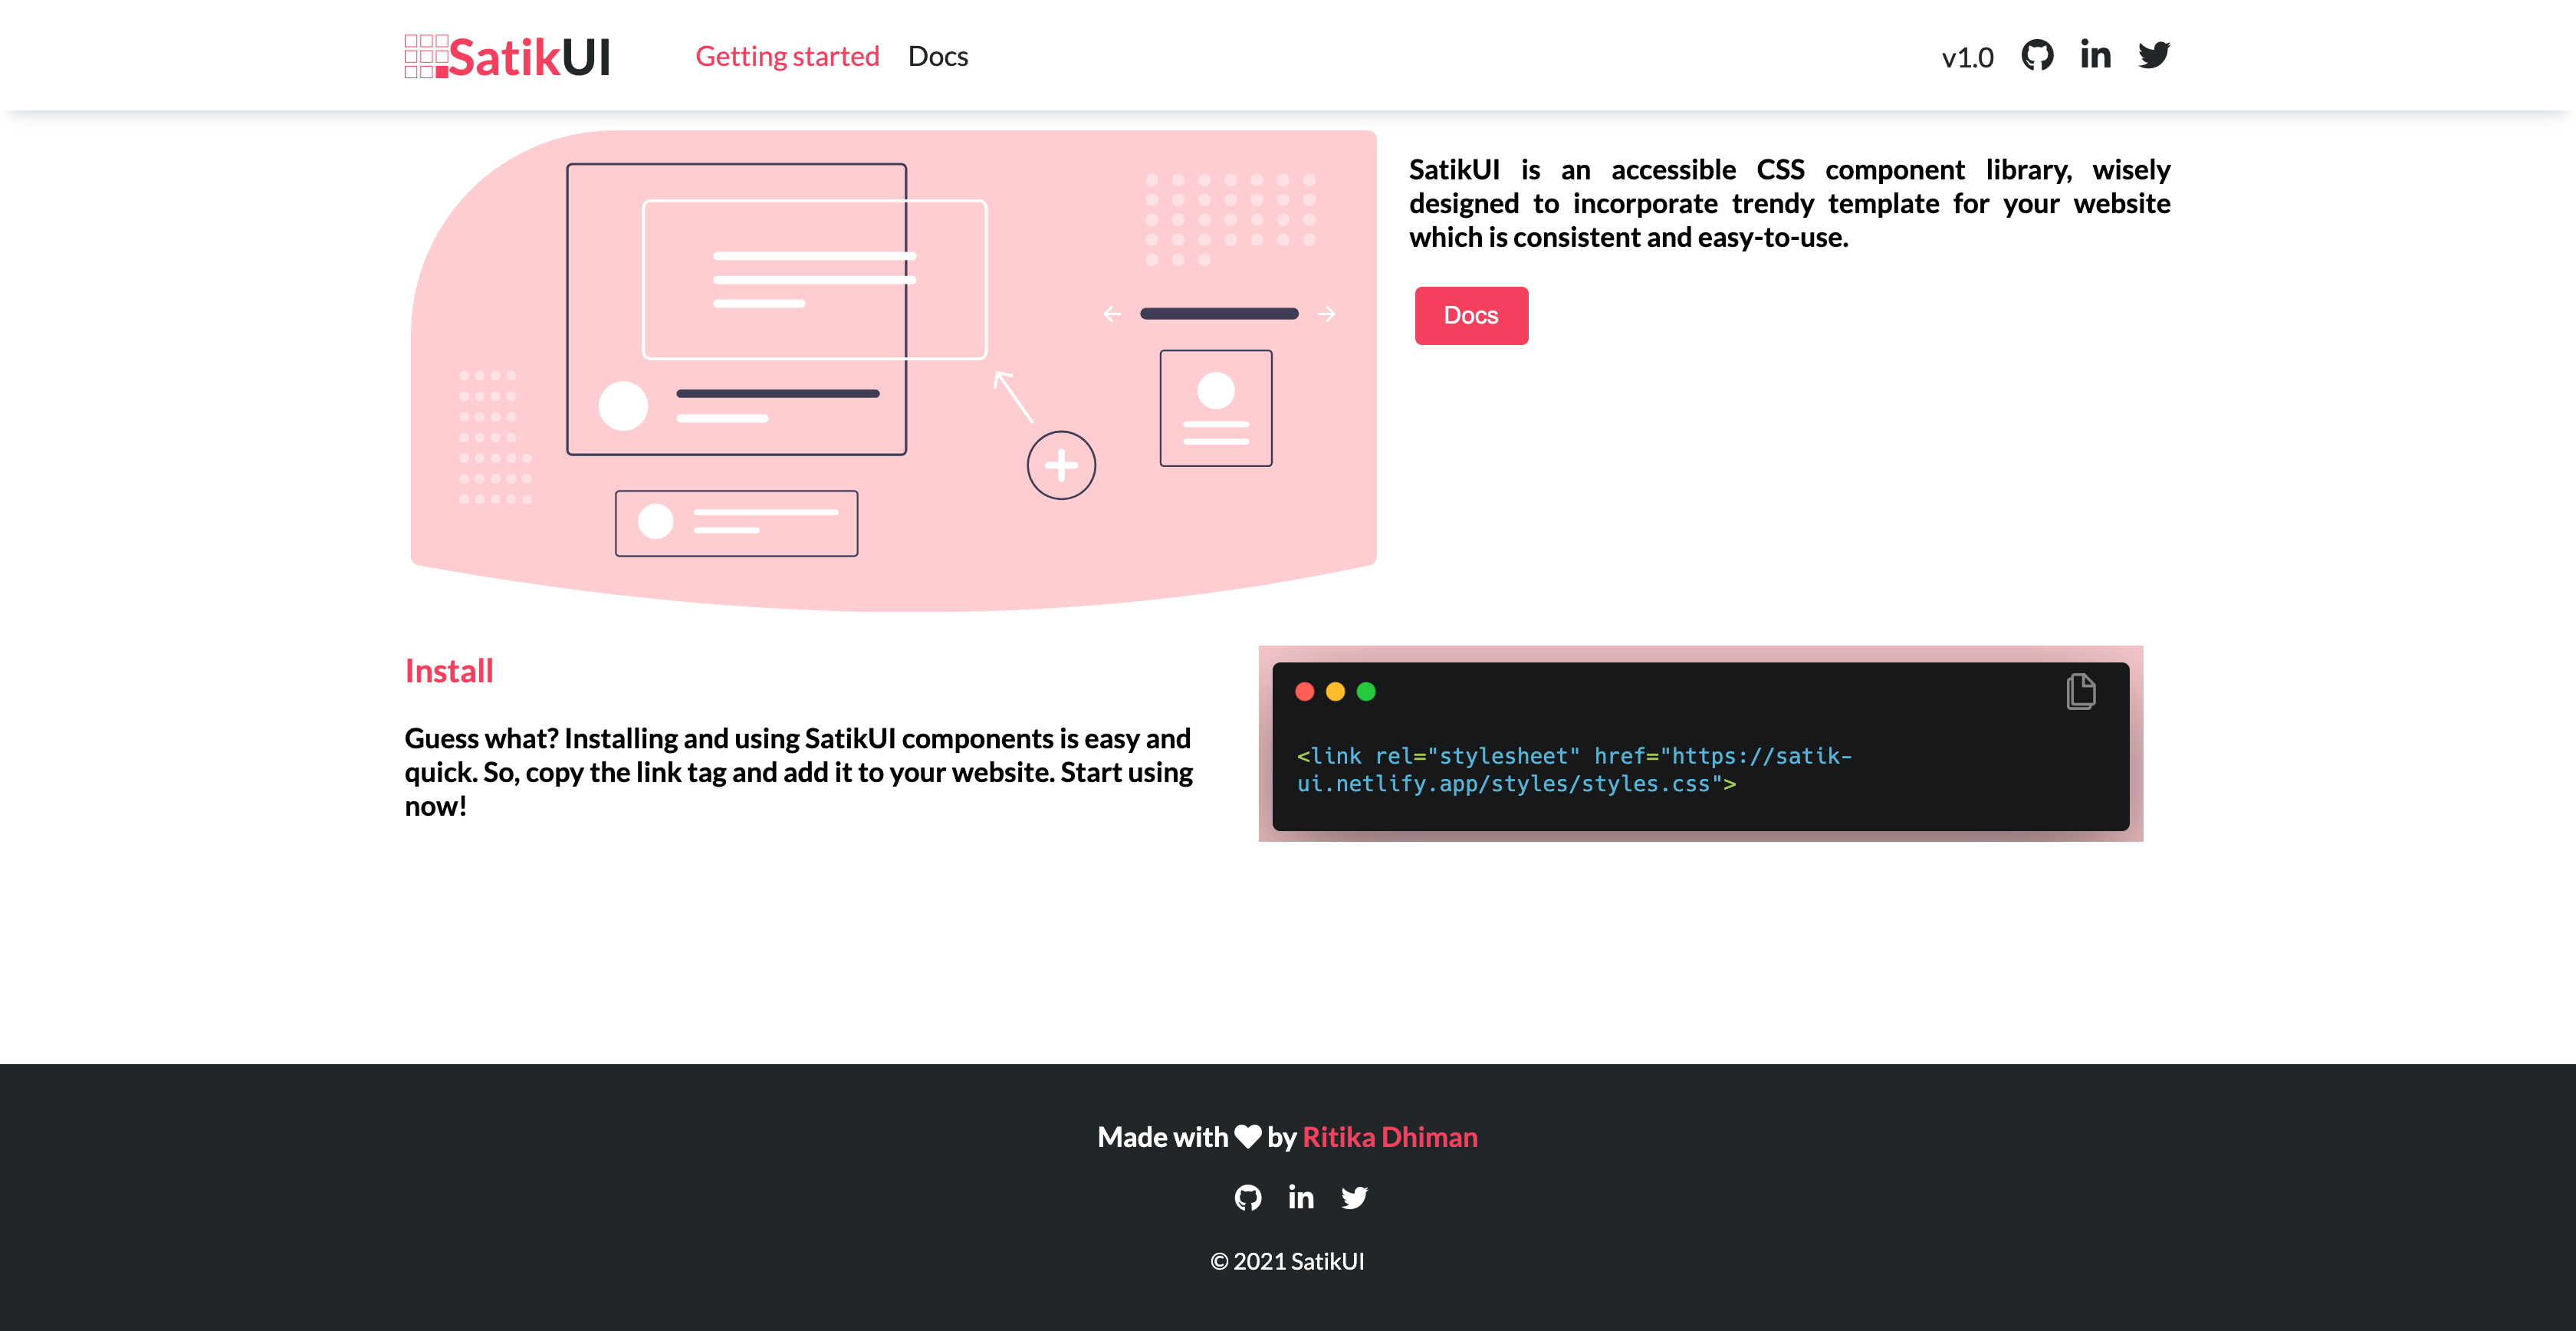 SatikUI
Getting started
Docs
v1.0
SatikUI is an accessible CSS component library, wisely
designed to incorporate trendy template for your website
which is consistent and easy-to-use.
Docs
Install
Guess what? Installing and using SatikUI components is easy and
quick. So, copy the link tag and add it to your website. Start using
now!
<link rel="stylesheet" href="https://satik-
ui.netlify.app/styles/styles.css">
Made with by Ritika Dhiman
© 2021 SatikUI